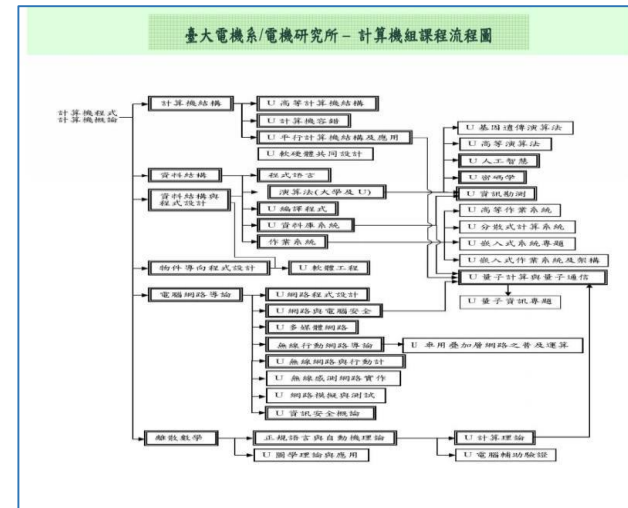 臺大電機系/電機研究所 – 計算機組課程流程圖
計算機程式
計算機概論
計算機結構
U 高等計算機結構
U 計算機容錯
U 平行計算機結構及應用
U 軟硬體共同設計
資料結構
資料結構與
程式設計
程式語言
演算法(大學及U)
U 編譯程式
U 資料庫系統
作業系統
物件導向程式設計
U 軟體工程
電腦網路導論
U 網路程式設計
U 網路與電腦安全
U 多媒體網路
無線行動網路導論
U 車用疊加層網路之普及運算
U 無線網路與行動計
U 無線感測網路實作
U 網路模擬與測試
U 資訊安全概論
離散數學
正規語言與自動機理論
U 圖學理論與應用
U 計算理論
U 電腦輔助驗證
U 基因遺傳演算法
U 高等演算法
U 人工智慧
U 密碼學
U 資訊勘測
U 高等作業系統
U 分散式計算系統
U 嵌入式系統專題
U 嵌入式作業系統及架構
U 量子計算與量子通信
U 量子資訊專題